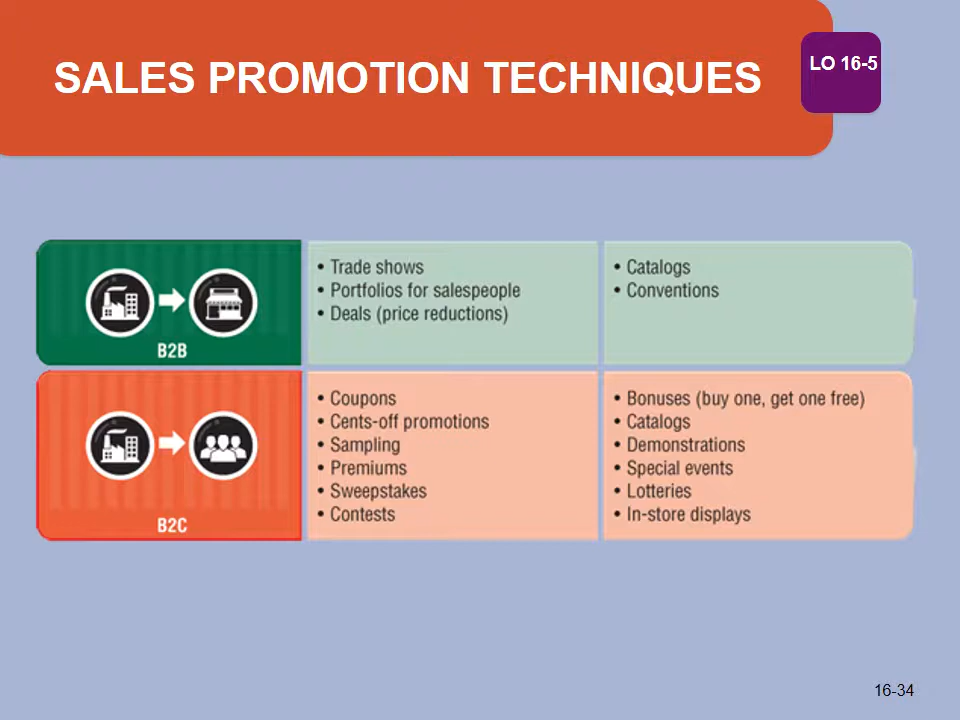 SALES PROMOTION TECHNIQUES
LO 16-5
B2B
• Trade shows
• Portfolios for salespeople
• Deals (price reductions)
• Catalogs
• Conventions
B2C
• Coupons
• Cents-off promotions
• Sampling
• Premiums
• Sweepstakes
• Contests
• Bonuses (buy one, get one free)
• Catalogs
• Demonstrations
• Special events
• Lotteries
• In-store displays
16-34